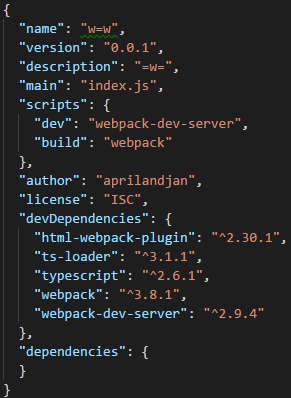 {
  "name": "w=w",
  "version": "0.0.1",
  "description": "=w=",
  "main": "index.js",
  "scripts": {
    "dev": "webpack-dev-server",
    "build": "webpack"
  },
  "author": "aprilandjan",
  "license": "ISC",
  "devDependencies": {
    "html-webpack-plugin": "^2.30.1",
    "ts-loader": "^3.1.1",
    "typescript": "^2.6.1",
    "webpack": "^3.8.1",
    "webpack-dev-server": "^2.9.4"
  },
  "dependencies": {
  }
}